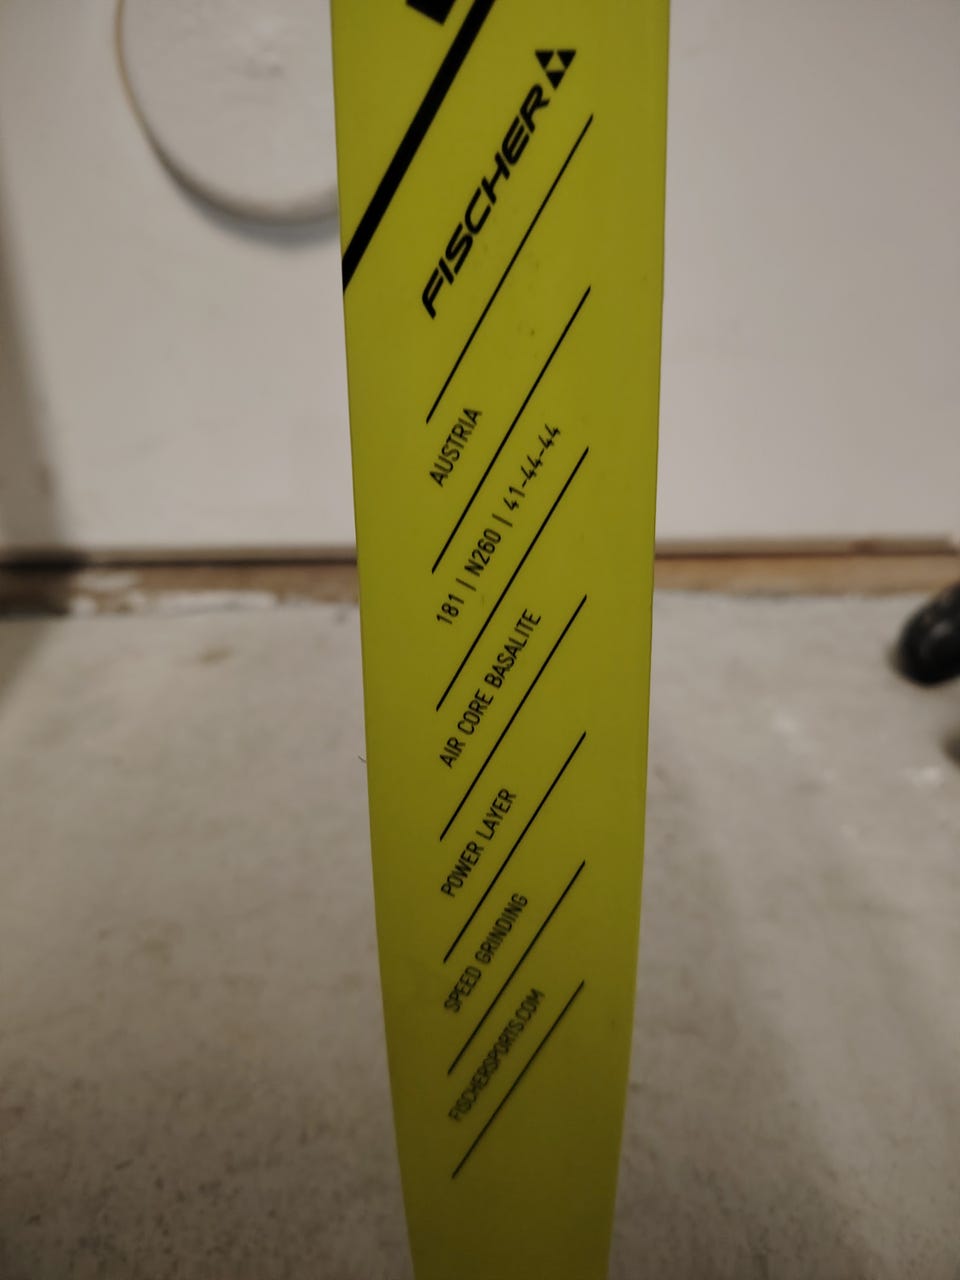 FISCHER
AUSTRIA
181 | N260 | 41-44-44
AIR CORE BASALITE
POWER LAYER
SPEED GRINDING
FISCHERSPORTS.COM